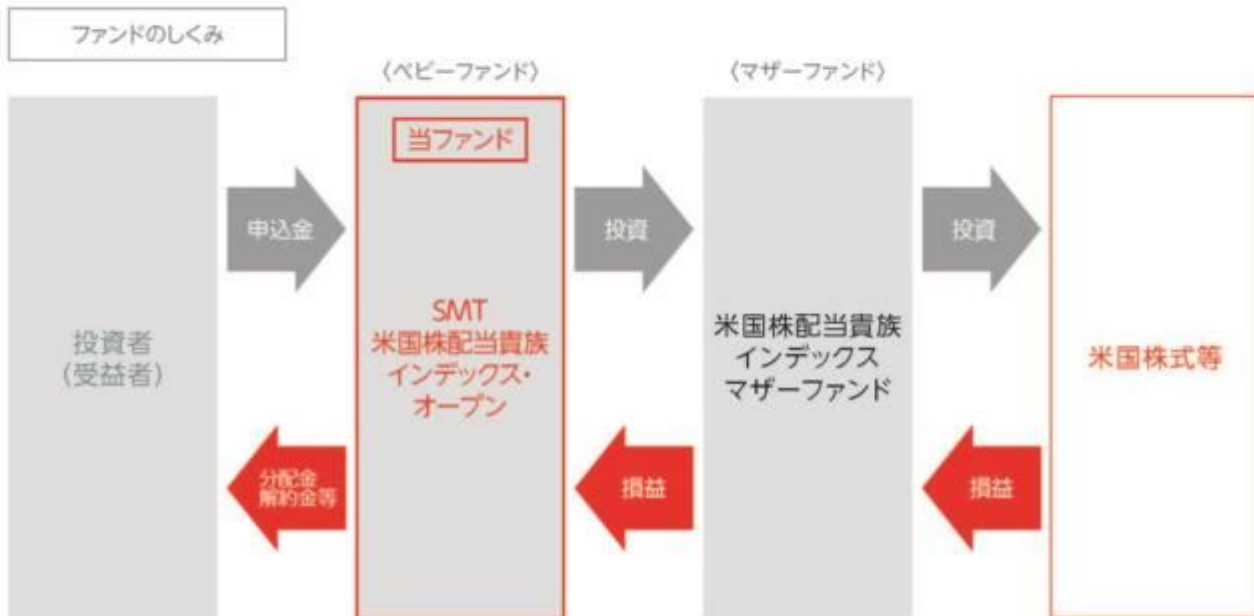 ファンドのしくみ
〈ベビーファンド〉
〈マザーファンド〉
当ファンド
申込金
投資
投資
投資者
(受益者)
SMT
米国株配当貴族
インデックス・
オープン
米国株配当貴族
インデックス
マザーファンド
米国株式等
分配金
解約金等
損益
損益